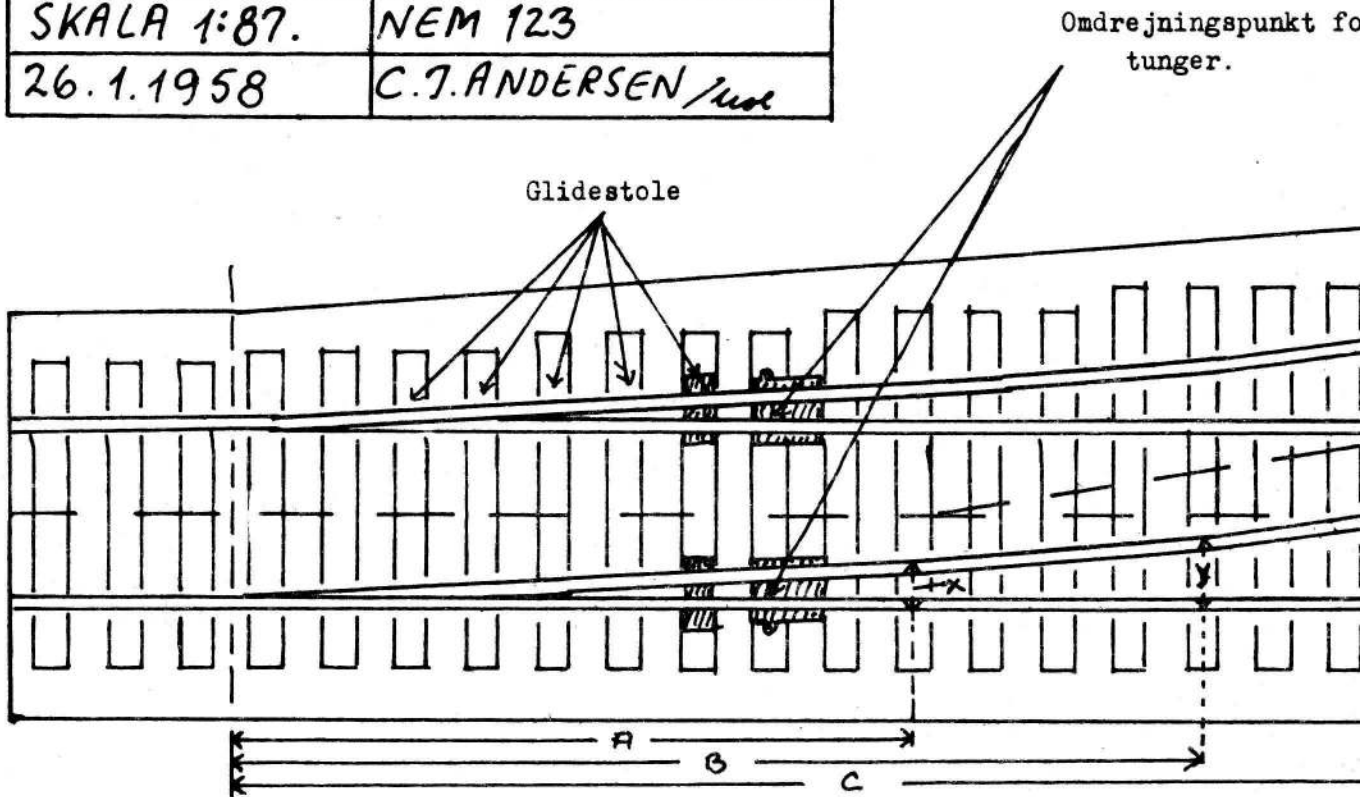 SKALA 1:87.
NEM 123
26.1.1958
C.J.ANDERSEN
Omdrejningspunkt fo
tunger.
Glidestole
x
y
A
B
C